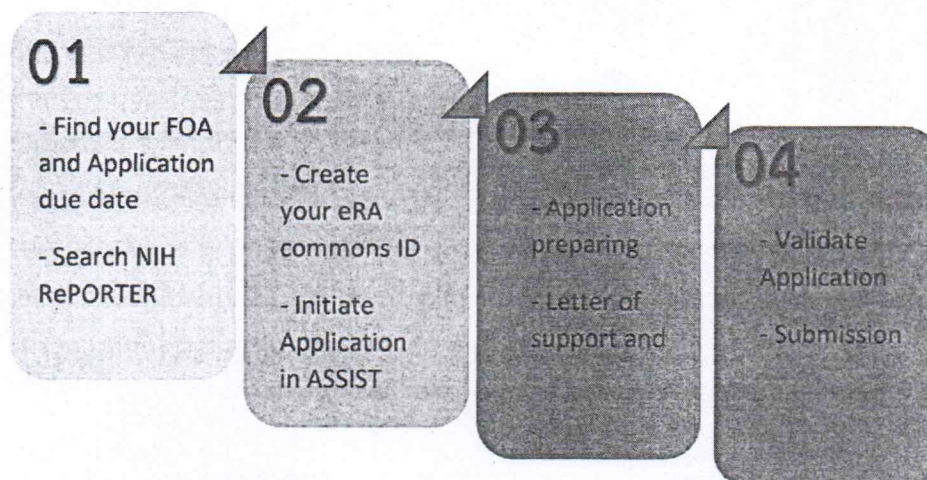 01
- Find your FOA
and Application
due date
- Search NIH
RePORTER
02
- Create
your eRA
commons ID
- Initiate
Application
in ASSIST
03
- Application
preparing
- Letter of
support and
04
- Validate
Application
- Submission